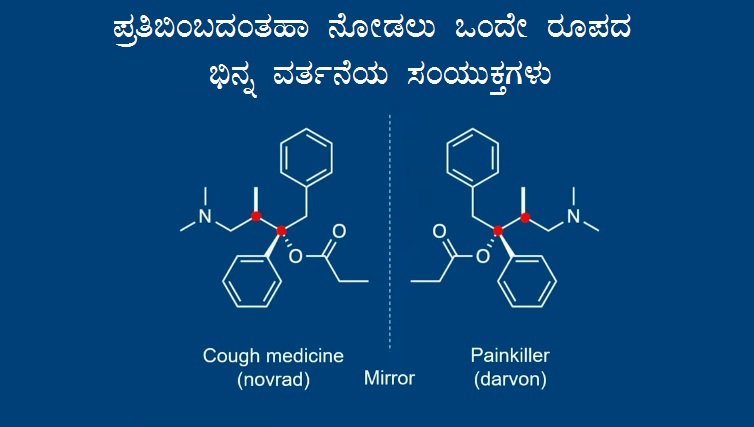 ಪ್ರತಿಬಿಂಬದಂತಹಾ ನೋಡಲು ಒಂದೇ ರೂಪದ
ಭಿನ್ನ ವರ್ತನೆಯ ಸಂಯುಕ್ತಗಳು
N
O
O
O
O
N
Cough medicine
(novrad)
Mirror
Painkiller
(darvon)